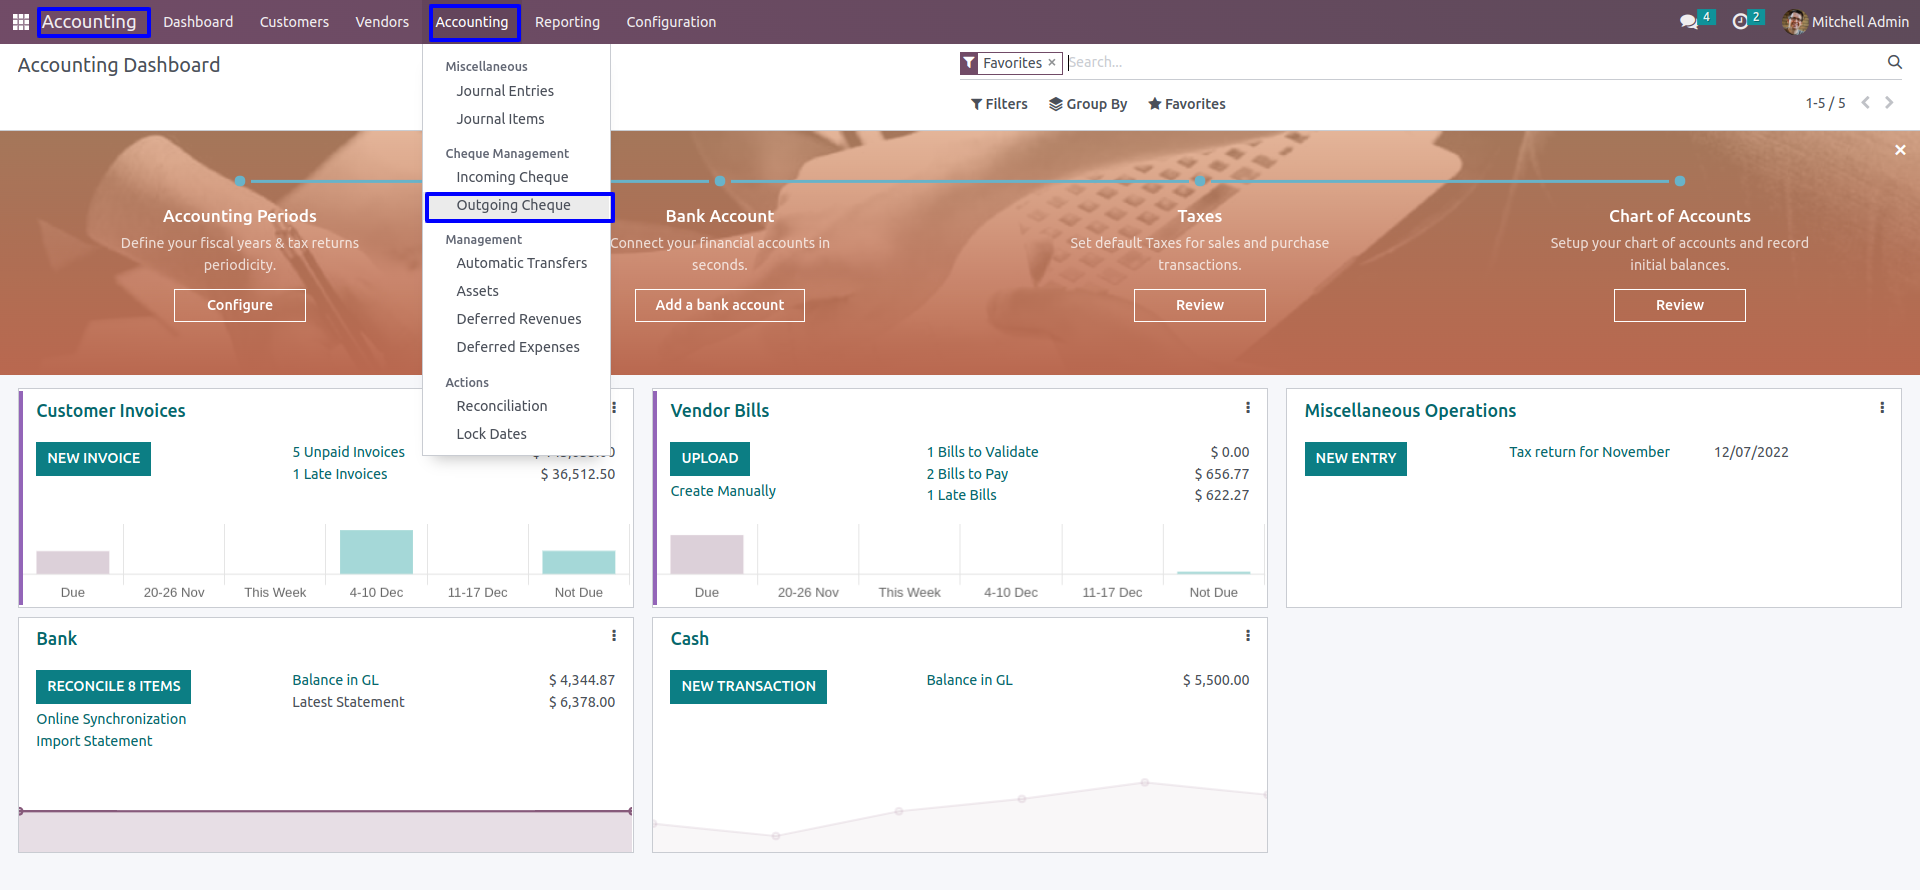 Accounting Dashboard Customers Vendors Accounting Reporting Configuration 4 2 Mitchell Admin
Accounting Dashboard
Favorites × Search...
Filters Group By Favorites 1-5 / 5
Miscellaneous
Journal Entries
Journal Items
Cheque Management
Incoming Cheque
Outgoing Cheque
Management
Automatic Transfers
Assets
Deferred Revenues
Deferred Expenses
Actions
Reconciliation
Lock Dates
Accounting Periods
Define your fiscal years & tax returns
periodicity.
Configure
Bank Account
Connect your financial accounts in
seconds.
Add a bank account
Taxes
Set default Taxes for sales and purchase
transactions.
Review
Chart of Accounts
Setup your chart of accounts and record
initial balances.
Review
Customer Invoices
NEW INVOICE
5 Unpaid Invoices
1 Late Invoices $ 36,512.50
Due 20-26 Nov This Week 4-10 Dec 11-17 Dec Not Due
Vendor Bills
UPLOAD
Create Manually
1 Bills to Validate $ 0.00
2 Bills to Pay $ 656.77
1 Late Bills $ 622.27
Due 20-26 Nov This Week 4-10 Dec 11-17 Dec Not Due
Miscellaneous Operations
NEW ENTRY
Tax return for November 12/07/2022
Bank
RECONCILE 8 ITEMS
Online Synchronization
Import Statement
Balance in GL $ 4,344.87
Latest Statement $ 6,378.00
Cash
NEW TRANSACTION
Balance in GL $ 5,500.00